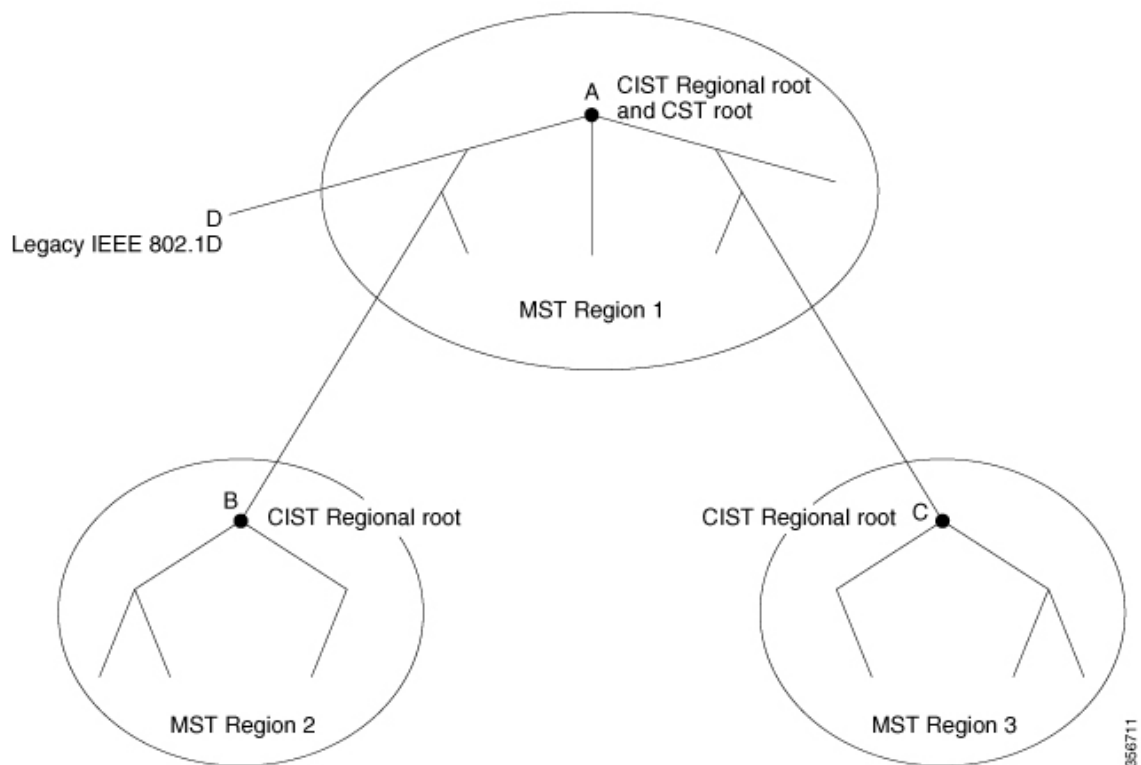 A
CIST Regional root
and CST root
D
Legacy IEEE 802.1D
MST Region 1
B
CIST Regional root
CIST Regional root
C
MST Region 2
MST Region 3
356711